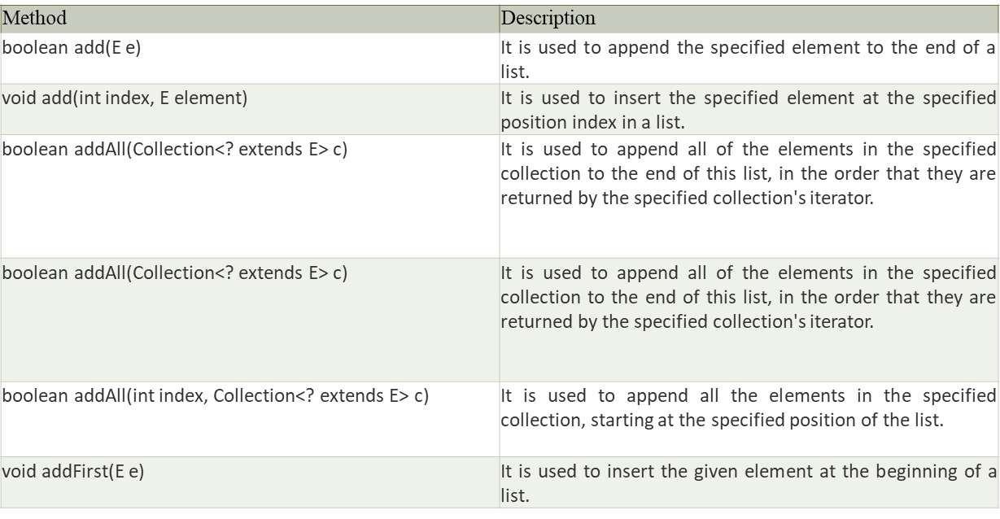 Method
Description
boolean add(E e)
It is used to append the specified element to the end of a
list.
void add(int index, E element)
It is used to insert the specified element at the specified
position index in a list.
boolean addAll(Collection<? extends E> c)
It is used to append all of the elements in the specified
collection to the end of this list, in the order that they are
returned by the specified collection's iterator.
boolean addAll(Collection<? extends E> c)
It is used to append all of the elements in the specified
collection to the end of this list, in the order that they are
returned by the specified collection's iterator.
boolean addAll(int index, Collection<? extends E> c)
It is used to append all the elements in the specified
collection, starting at the specified position of the list.
void addFirst(E e)
It is used to insert the given element at the beginning of a
list.